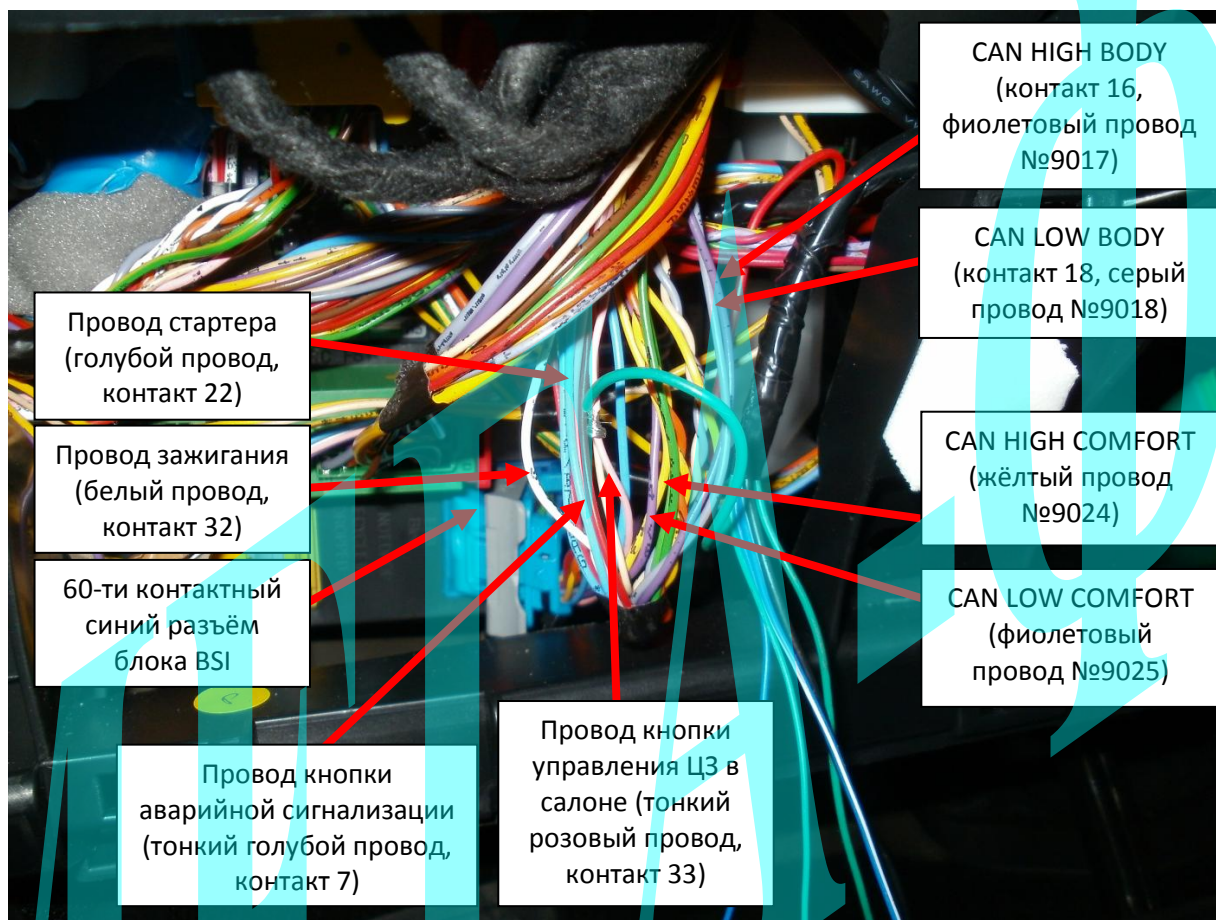 CAN HIGH BODY
(контакт 16,
фиолетовый провод
№9017)
CAN LOW BODY
(контакт 18, серый
провод №9018)
Провод стартера
(голубой провод,
контакт 22)
Провод зажигания
(белый провод,
контакт 32)
CAN HIGH COMFORT
(жёлтый провод
№9024)
60-ти контактный
синий разъём
блока BSI
CAN LOW COMFORT
(фиолетовый
провод №9025)
Провод кнопки
аварийной сигнализации
(тонкий голубой провод,
контакт 7)
Провод кнопки
управления ЦЗ в
салоне (тонкий
розовый провод,
контакт 33)
AWG